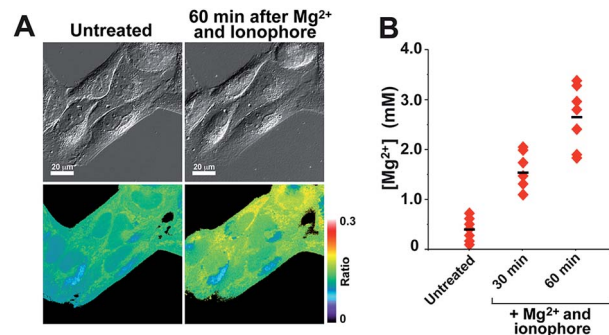 A
Untreated
60 min after Mg2+
and Ionophore
20 µm
20 µm
0.3
Ratio
0
B
[Mg2+] (mM)
4.0
3.0
2.0
1.0
0
Untreated
30 min
60 min
+ Mg2+ and
ionophore